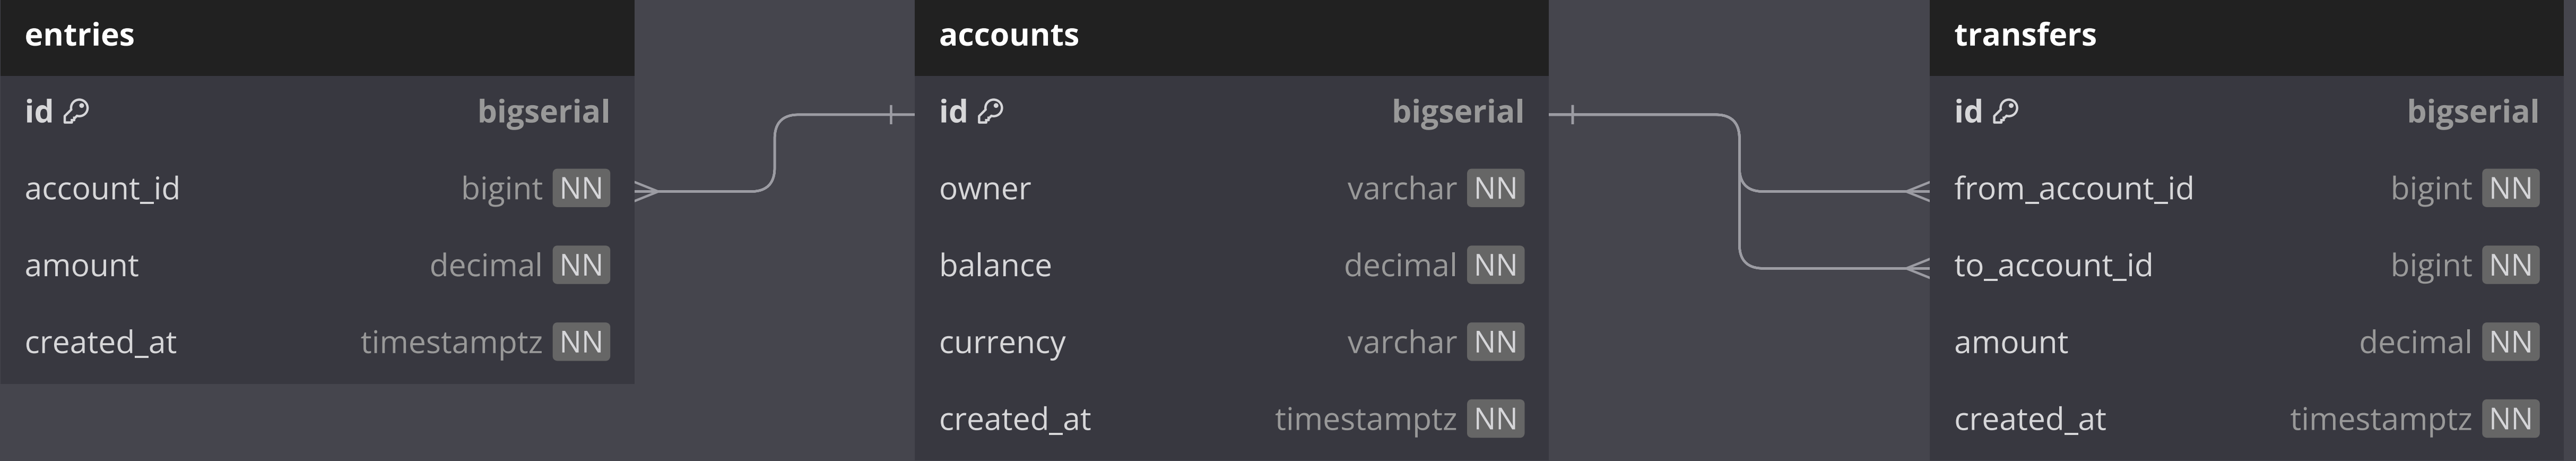 entries
id bigserial
account_id bigint NN
amount decimal NN
created_at timestamptz NN
accounts
id bigserial
owner varchar NN
balance decimal NN
currency varchar NN
created_at timestamptz NN
transfers
id bigserial
from_account_id bigint NN
to_account_id bigint NN
amount decimal NN
created_at timestamptz NN